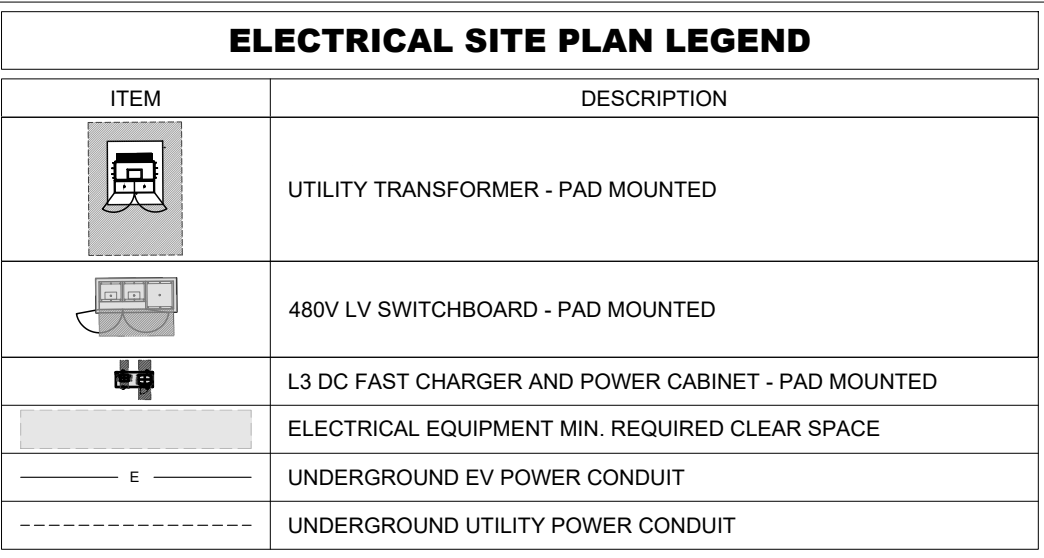 ELECTRICAL SITE PLAN LEGEND
ITEM DESCRIPTION
UTILITY TRANSFORMER - PAD MOUNTED
480V LV SWITCHBOARD - PAD MOUNTED
L3 DC FAST CHARGER AND POWER CABINET - PAD MOUNTED
ELECTRICAL EQUIPMENT MIN. REQUIRED CLEAR SPACE
E UNDERGROUND EV POWER CONDUIT
UNDERGROUND UTILITY POWER CONDUIT